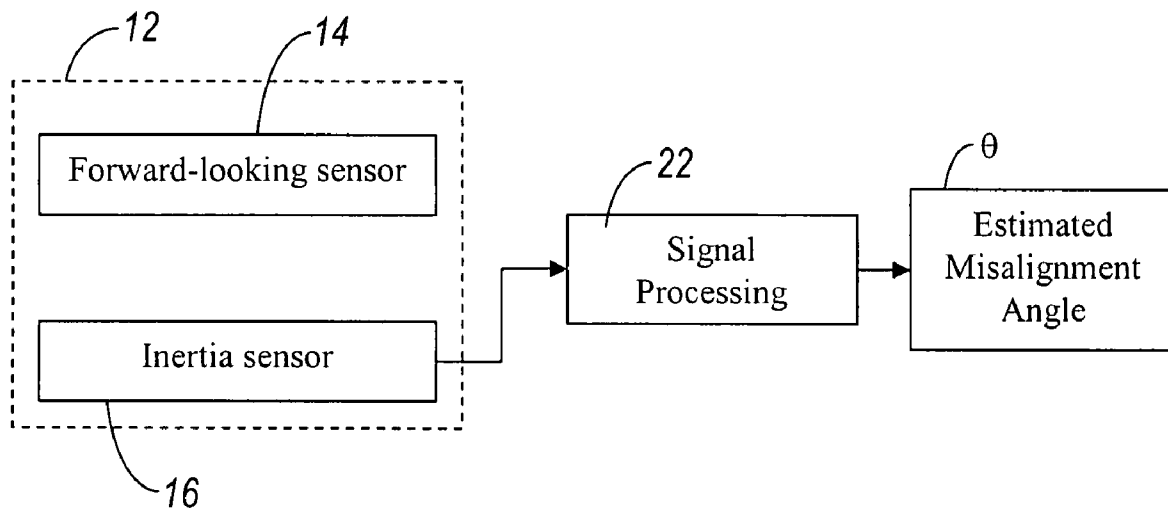 12
14
Forward-looking sensor
22
Signal
Processing
θ
Estimated
Misalignment
Angle
Inertia sensor
16